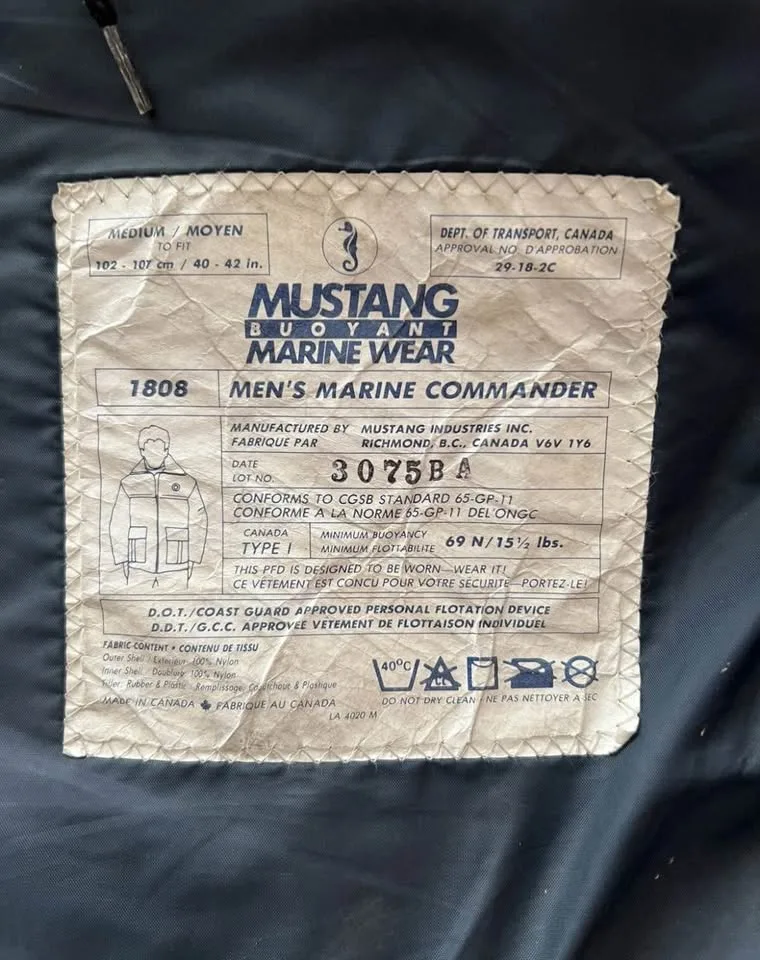 MEDIUM / MOYEN
TO FIT
102 - 107 cm / 40 - 42 in.
DEPT. OF TRANSPORT, CANADA
APPROVAL NO. D'APPROBATION
29-18-2C
MUSTANG
BUOYANT
MARINE WEAR
1808 MEN'S MARINE COMMANDER
MANUFACTURED BY MUSTANG INDUSTRIES INC.
FABRIQUE PAR RICHMOND, B.C., CANADA V6V 1Y6
DATE
LOT NO. 3075BA
CONFORMS TO CGSB STANDARD 65-GP-11
CONFORME A LA NORME 65-GP-11 DEL'ONGC
CANADA
TYPE I
MINIMUM BUOYANCY
MINIMUM FLOTTABILITE
69 N/15½ lbs.
THIS PFD IS DESIGNED TO BE WORN—WEAR IT!
CE VÉTEMENT EST CONCU POUR VOTRE SECURITE—PORTEZ-LE!
D.O.T./COAST GUARD APPROVED PERSONAL FLOTATION DEVICE
D.D.T./G.C.C. APPROVEE VETEMENT DE FLOTTAISON INDIVIDUEL
FABRIC CONTENT • CONTENU DE TISSU
Outer Shell / Exterieur 100% Nylon
Inner Shell / Doublure 100% Nylon
Filler: Rubber & Plastic / Remplissage, Caoutchouc & Plastique
MADE IN CANADA FABRIQUE AU CANADA
40°C
DO NOT DRY CLEAN - NE PAS NETTOYER A SEC
LA 4020 M